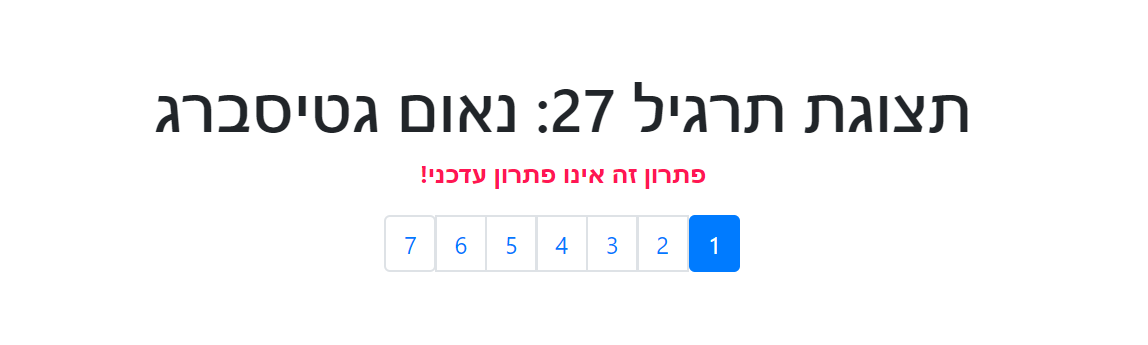 תצוגת תרגיל 27: נאום גטיסברג
פתרון זה אינו פתרון עדכני!
1 2 3 4 5 6 7